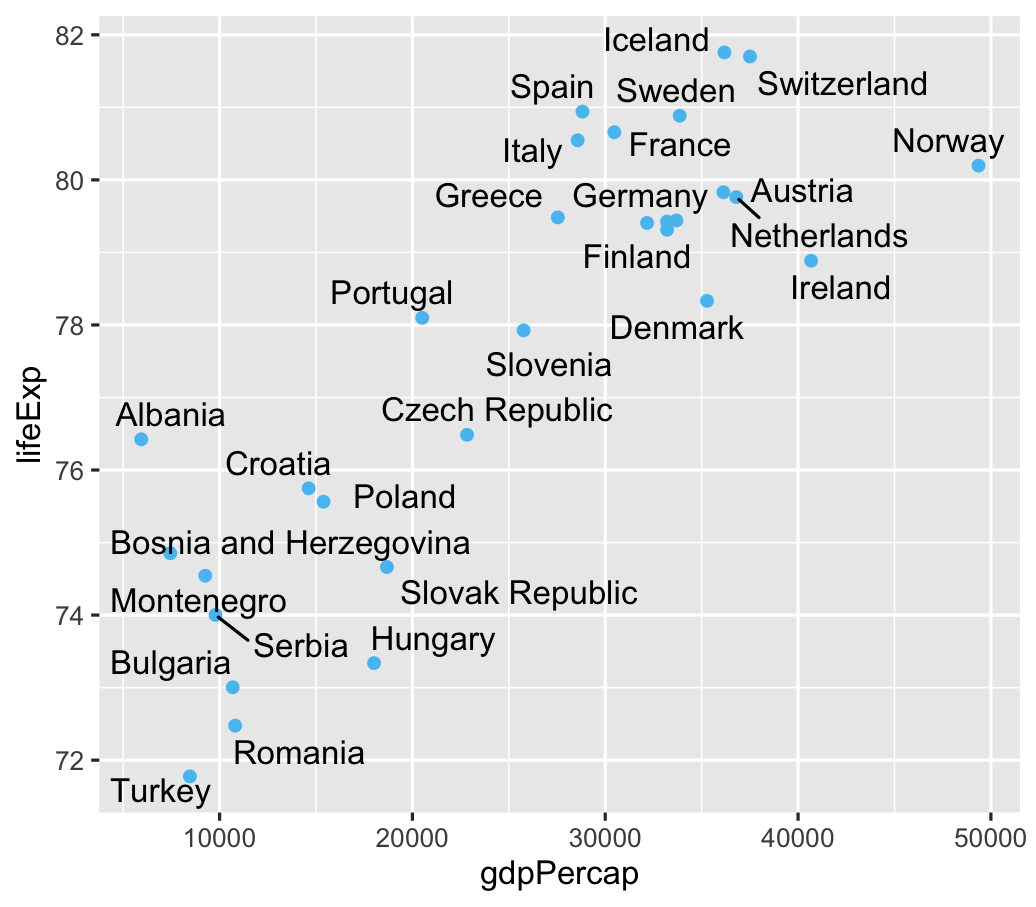 82
Iceland
Switzerland
Spain
Sweden
Italy
France
Norway
80
Greece
Germany
Austria
Netherlands
Finland
Ireland
Portugal
78
Denmark
Slovenia
lifeExp
Albania
Czech Republic
76
Croatia
Poland
Bosnia and Herzegovina
Slovak Republic
Montenegro
74
Serbia
Hungary
Bulgaria
Romania
72
Turkey
10000
20000
30000
40000
50000
gdpPercap